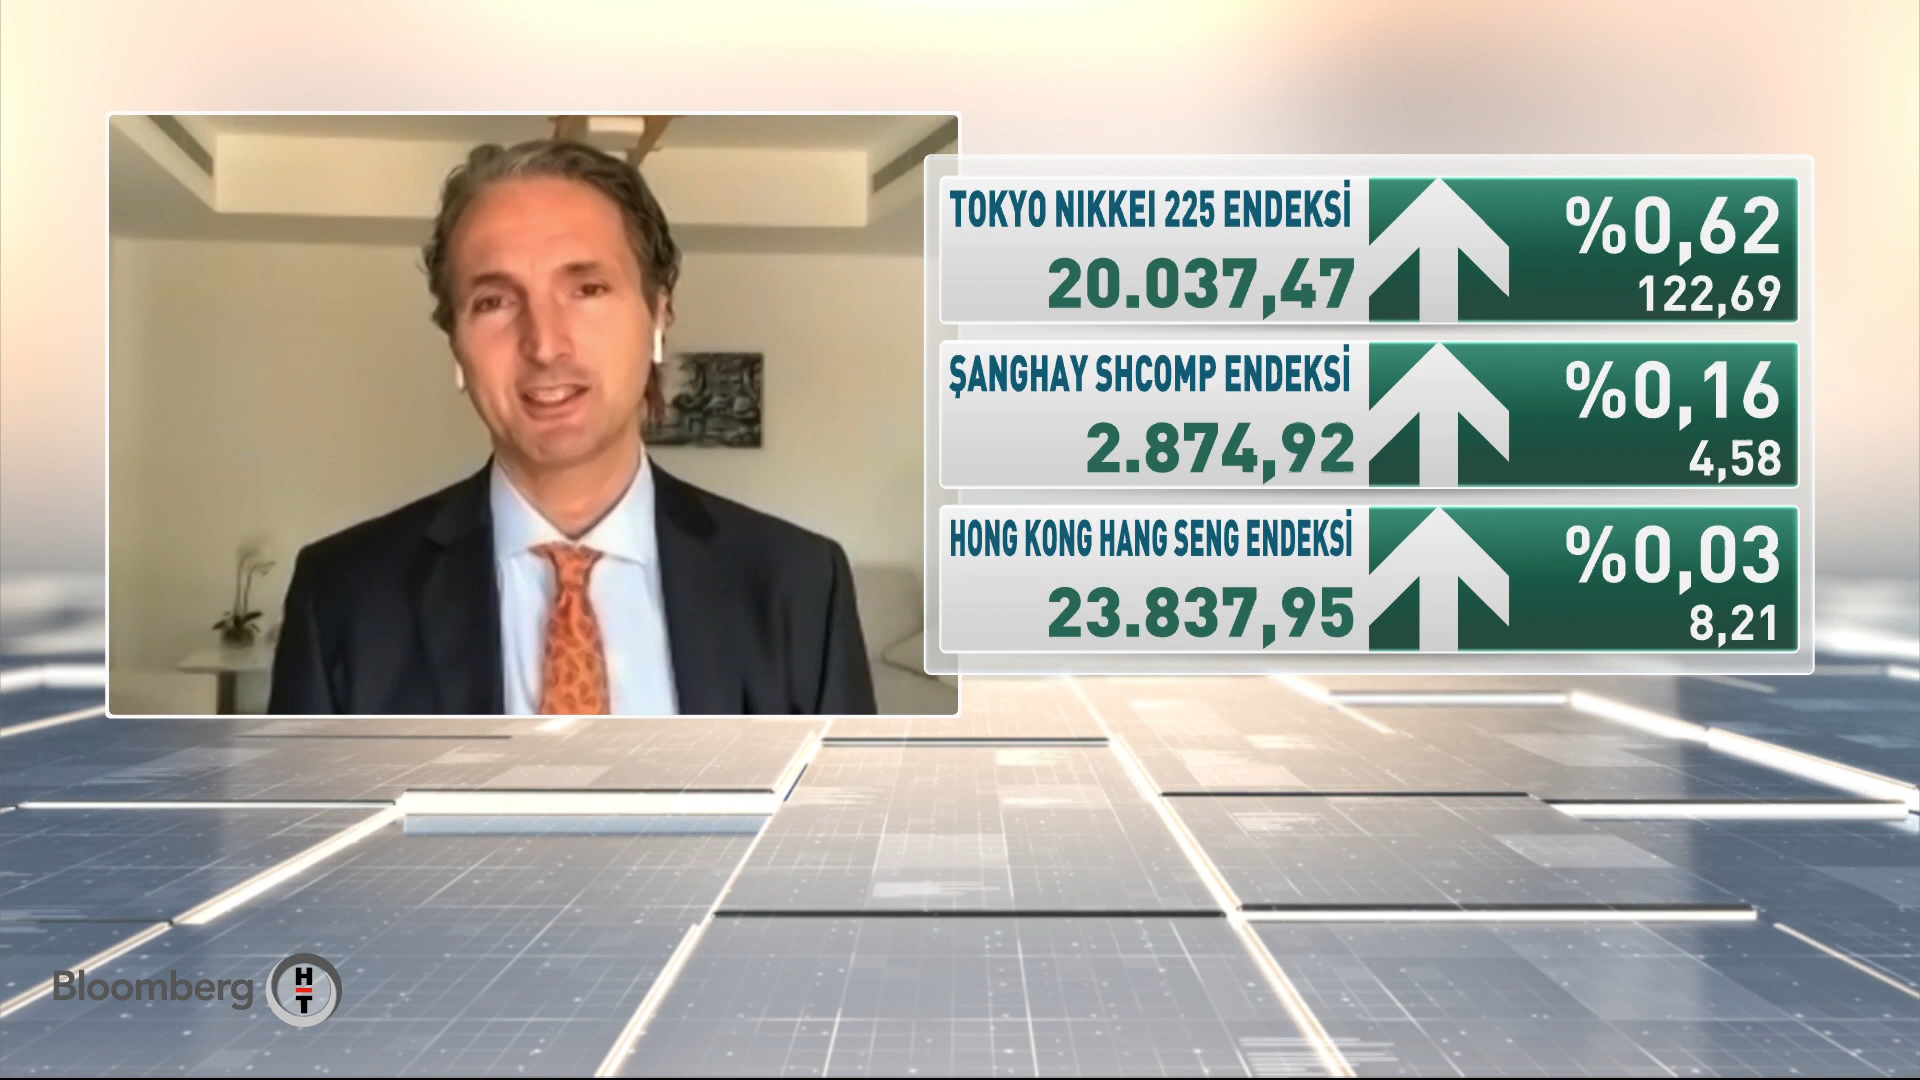 TOKYO NIKKEI 225 ENDEKSİ
20.037,47
%0,62
122,69
ŞANGHAY SHCOMP ENDEKSİ
2.874,92
%0,16
4,58
HONG KONG HANG SENG ENDEKSİ
23.837,95
%0,03
8,21
Bloomberg HT